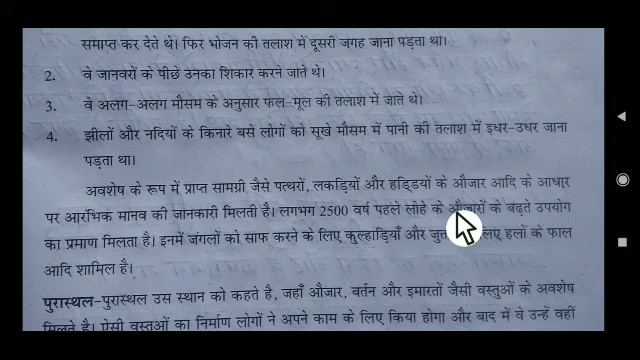 समाप्त कर देते थे। फिर भोजन की तलाश में दूसरी जगह जाना पड़ता था।
2. वे जानवरों के पीछे उनका शिकार करने जाते थे।
3. वे अलग-अलग मौसम के अनुसार फल-मूल की तलाश में जाते थे।
4. झीलों और नदियों के किनारे बसे लोगों को सूखे मौसम में पानी की तलाश में इधर-उधर जाना
पड़ता था।
अवशेष के रूप में प्राप्त सामग्री जैसे पत्थरों, लकड़ियों और हड्डियों के औजार आदि के आधार
पर आरंभिक मानव की जानकारी मिलती है। लगभग 2500 वर्ष पहले लोहे के औजारों के बढ़ते उपयोग
का प्रमाण मिलता है। इनमें जंगलों को साफ करने के लिए कुल्हाड़ियाँ और हलों के फाल
आदि शामिल है।
पुरास्थल-पुरास्थल उस स्थान को कहते है, जहाँ औजार, बर्तन और इमारतों जैसी वस्तुओं के अवशेष
मिलते है। ऐसी वस्तुओं का निर्माण लोगों ने अपने काम के लिए किया होगा और बाद में वे उन्हें वहीं